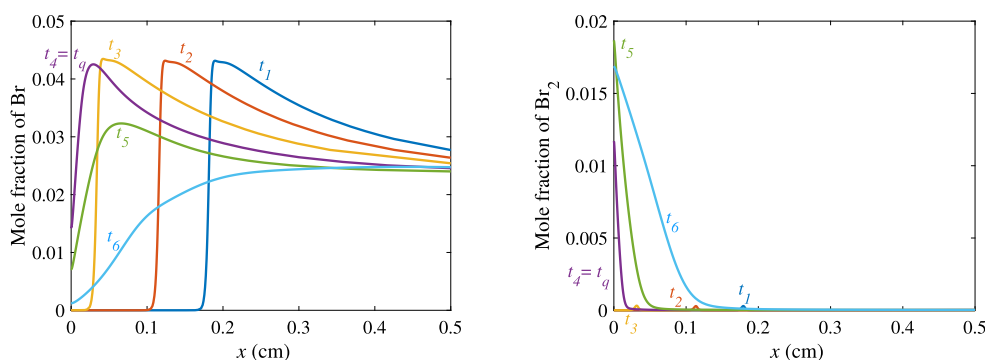 0.05
0.04
0.03
0.02
0.01
0
Mole fraction of Br
t4= tq
t3
t2
t1
t5
t6
0 0.1 0.2 0.3 0.4 0.5
x (cm)
0.02
0.015
0.01
0.005
0
Mole fraction of Br2
t5
t6
t4= tq
t3
t2
t1
0 0.1 0.2 0.3 0.4 0.5
x (cm)